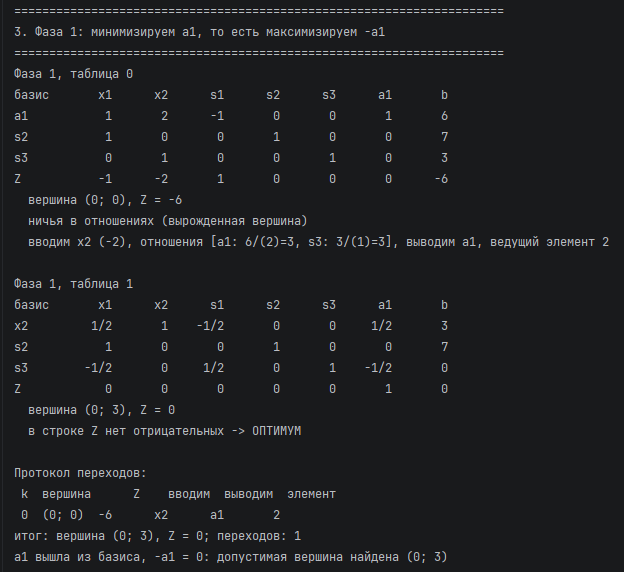 ======================================================================
3. Фаза 1: минимизируем a1, то есть максимизируем -a1
======================================================================
Фаза 1, таблица 0
базис x1 x2 s1 s2 s3 a1 b
a1 1 2 -1 0 0 1 6
s2 1 0 0 1 0 0 7
s3 0 1 0 0 1 0 3
Z -1 -2 1 0 0 0 -6
вершина (0; 0), Z = -6
ничья в отношениях (вырожденная вершина)
вводим x2 (-2), отношения [a1: 6/(2)=3, s3: 3/(1)=3], выводим a1, ведущий элемент 2
Фаза 1, таблица 1
базис x1 x2 s1 s2 s3 a1 b
x2 1/2 1 -1/2 0 0 1/2 3
s2 1 0 0 1 0 0 7
s3 -1/2 0 1/2 0 1 -1/2 0
Z 0 0 0 0 0 1 0
вершина (0; 3), Z = 0
в строке Z нет отрицательных -> ОПТИМУМ
Протокол переходов:
k вершина Z вводим выводим элемент
0 (0; 0) -6 x2 a1 2
итог: вершина (0; 3), Z = 0; переходов: 1
a1 вышла из базиса, -a1 = 0: допустимая вершина найдена (0; 3)